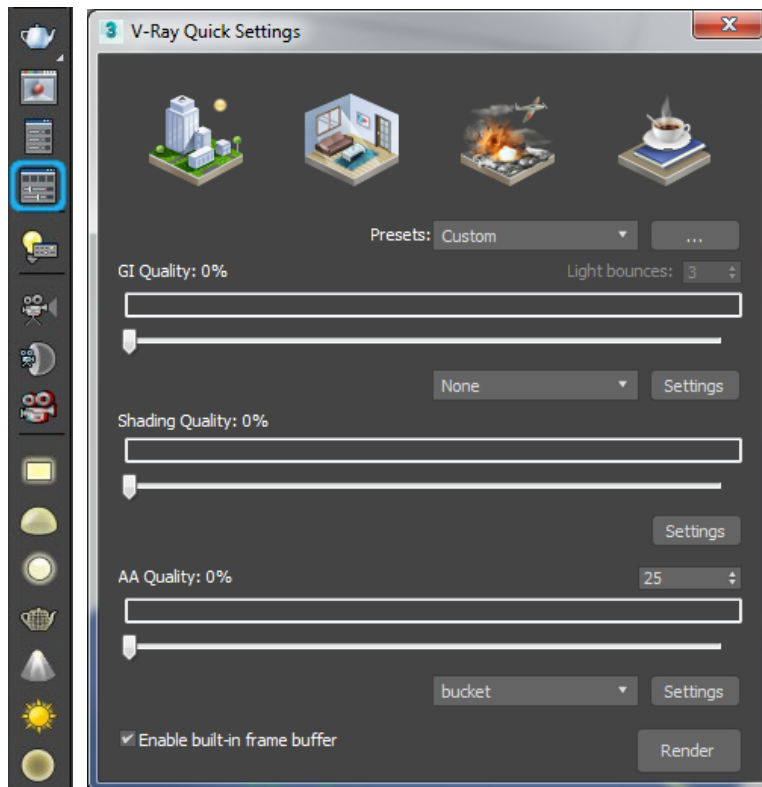 3 V-Ray Quick Settings
Presets: Custom ...
GI Quality: 0% Light bounces: 3
None Settings
Shading Quality: 0%
Settings
AA Quality: 0% 25
bucket Settings
Enable built-in frame buffer
Render